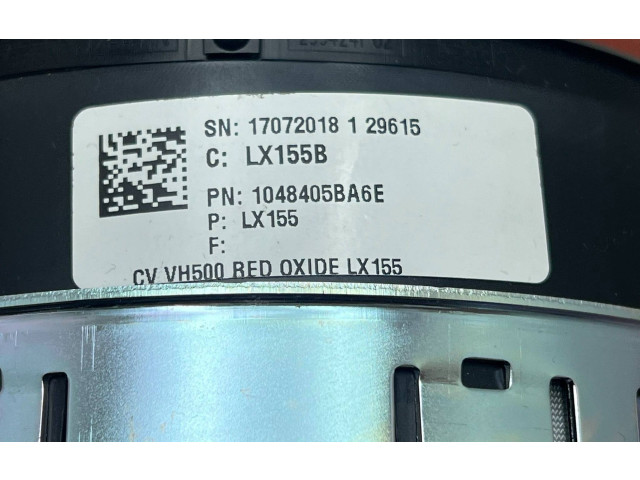 SN: 17072018 1 29615
C: LX155B
PN: 1048405BA6E
P: LX155
F:
CV VH500 RED OXIDE LX155